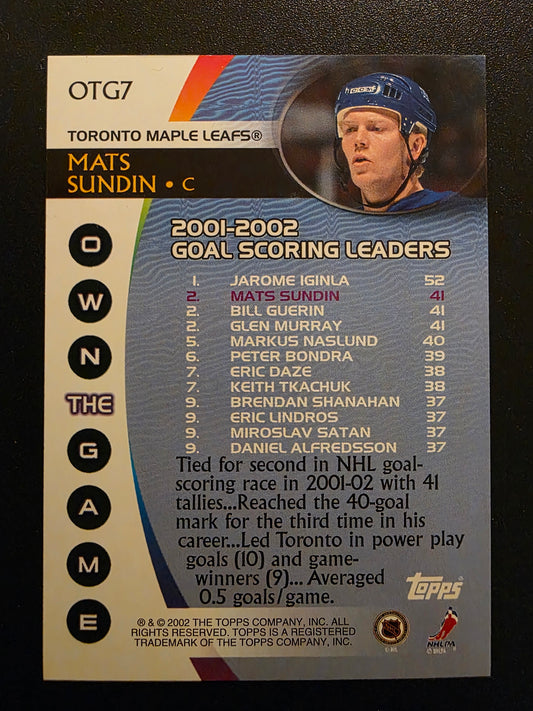 OTG7
TORONTO MAPLE LEAFS®
MATS
SUNDIN • C
OWN
THE
GAME
2001-2002
GOAL SCORING LEADERS
1. JAROME IGINLA 52
2. MATS SUNDIN 41
2. BILL GUERIN 41
2. GLEN MURRAY 41
5. MARKUS NASLUND 40
6. PETER BONDRA 39
7. ERIC DAZE 38
7. KEITH TKACHUK 38
9. BRENDAN SHANAHAN 37
9. ERIC LINDROS 37
9. MIROSLAV SATAN 37
9. DANIEL ALFREDSSON 37
Tied for second in NHL goal-
scoring race in 2001-02 with 41
tallies...Reached the 40-goal
mark for the third time in his
career...Led Toronto in power play
goals (10) and game-
winners (9)... Averaged
0.5 goals/game.
TOPPS®
® & © 2002 THE TOPPS COMPANY, INC. ALL
RIGHTS RESERVED. TOPPS IS A REGISTERED
TRADEMARK OF THE TOPPS COMPANY, INC.
© NHL
NHLPA
© NHLPA